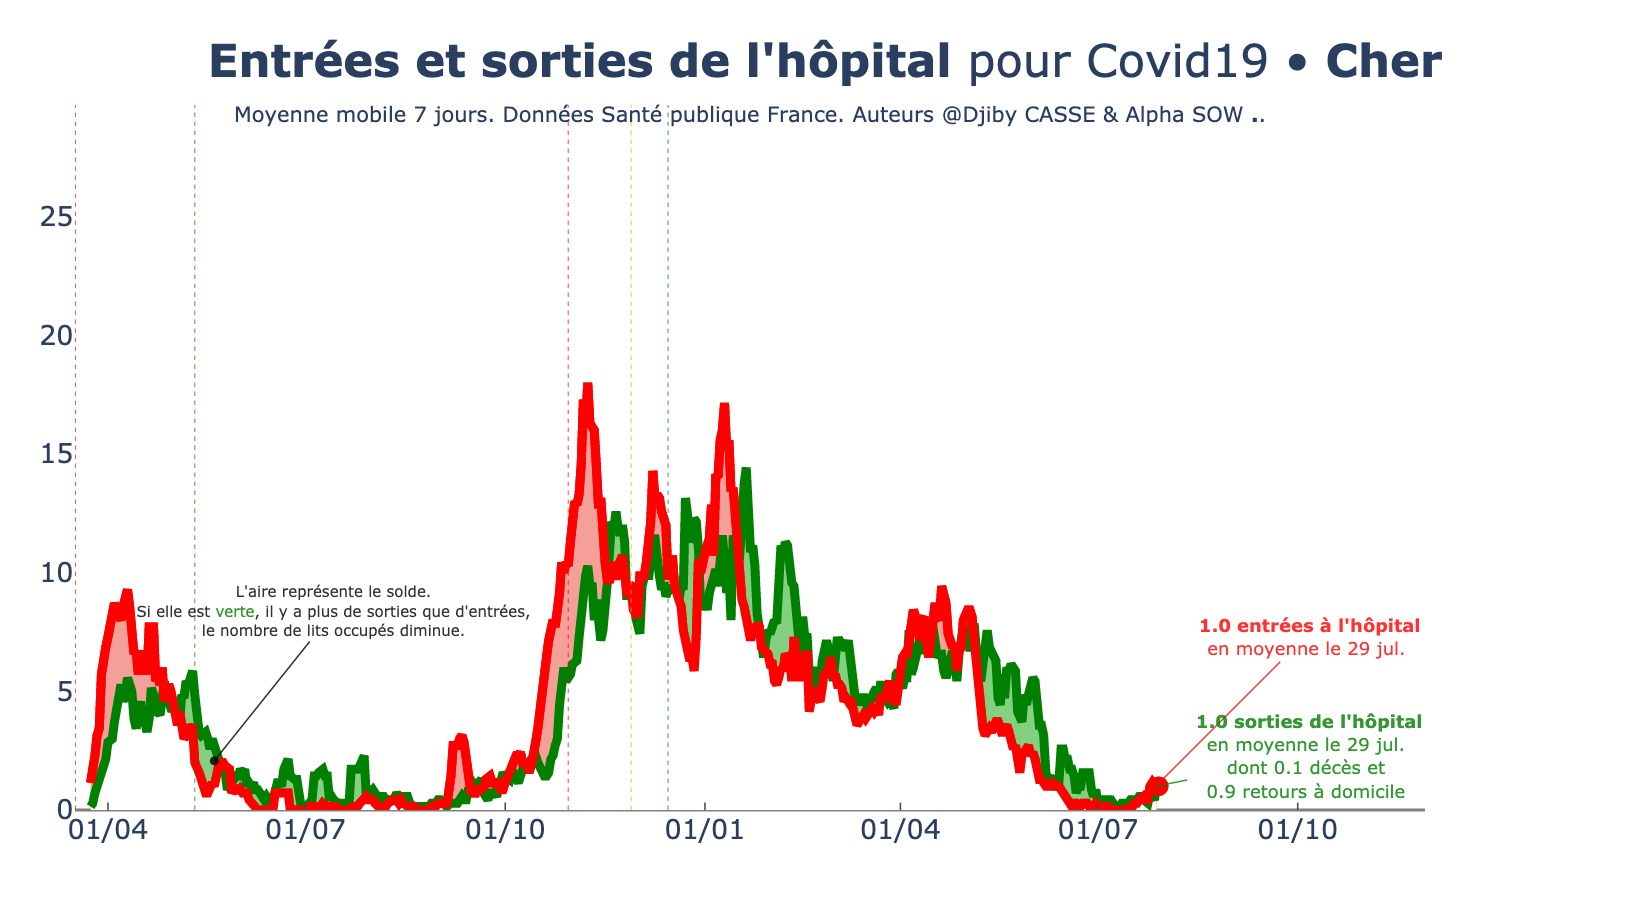 Entrées et sorties de l'hôpital pour Covid19 • Cher
Moyenne mobile 7 jours. Données Santé publique France. Auteurs @Djiby CASSE & Alpha SOW ..
25
20
15
10
5
0
L'aire représente le solde.
Si elle est verte, il y a plus de sorties que d'entrées,
le nombre de lits occupés diminue.
1.0 entrées à l'hôpital
en moyenne le 29 jul.
1.0 sorties de l'hôpital
en moyenne le 29 jul.
dont 0.1 décès et
0.9 retours à domicile
01/04 01/07 01/10 01/01 01/04 01/07 01/10